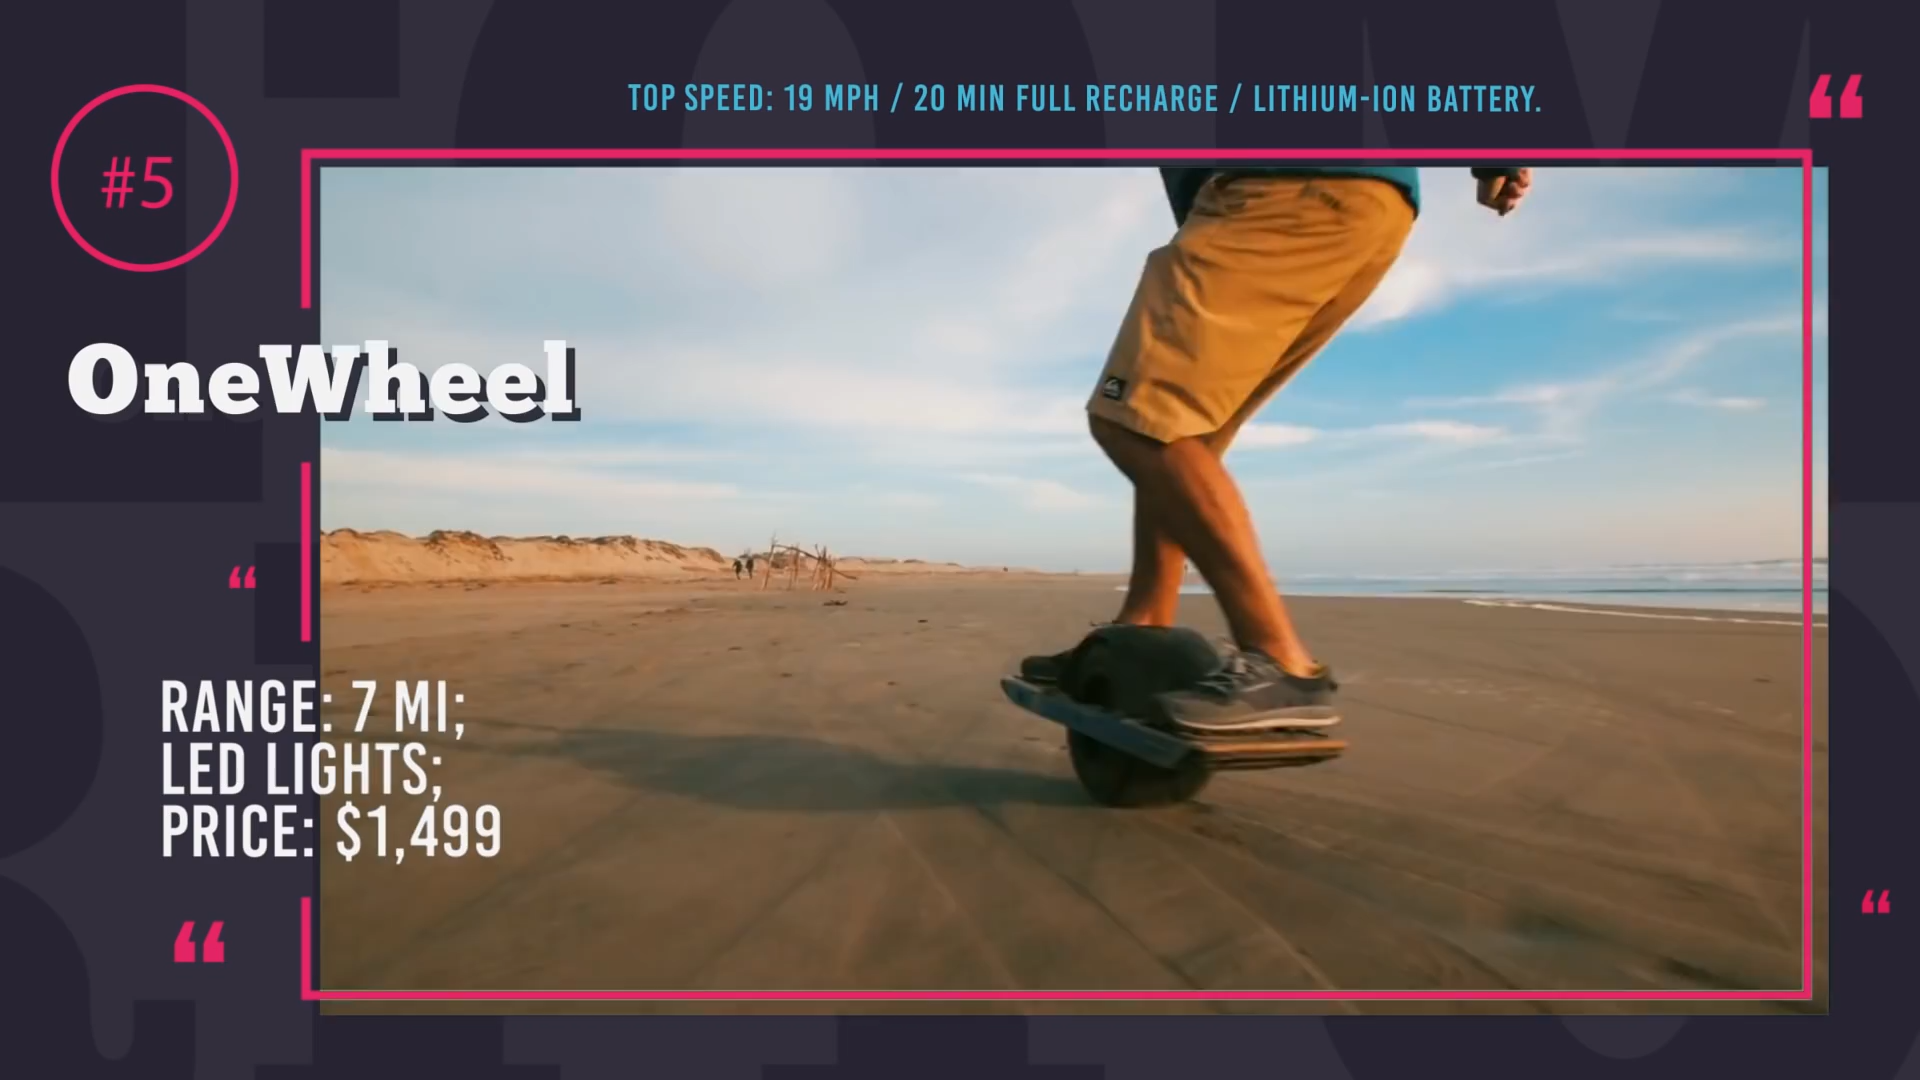 TOP SPEED: 19 MPH / 20 MIN FULL RECHARGE / LITHIUM-ION BATTERY.
#5
OneWheel
RANGE: 7 MI;
LED LIGHTS;
PRICE: $1,499